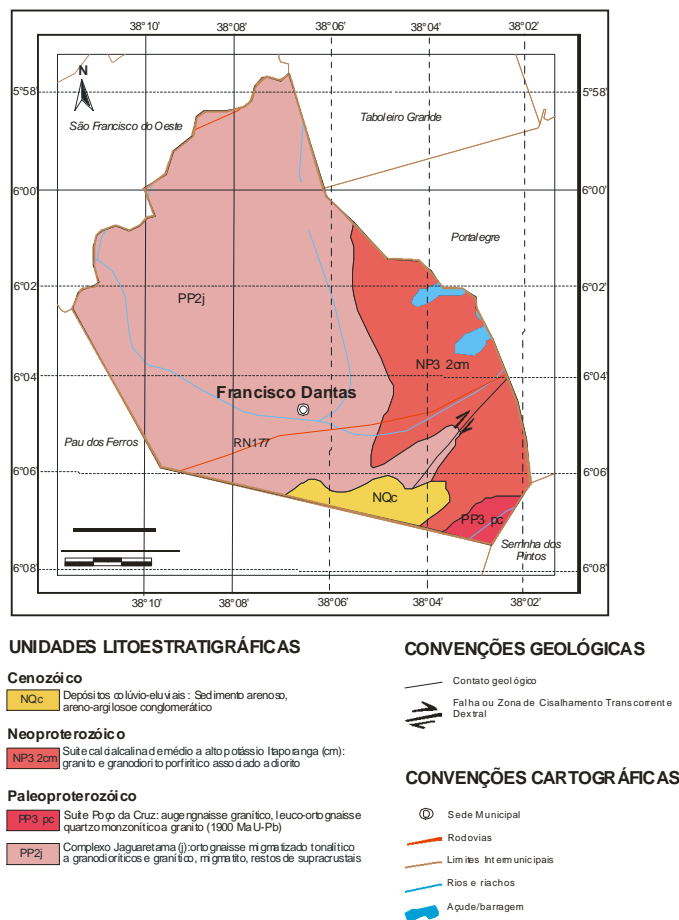 38° 10' 38° 08' 38° 06' 38° 04' 38° 02'
N
5°58' 5°58'
São Francisco do Oeste
Taboleiro Grande
6°00' 6°00'
Portalegre
6°02' 6°02'
PP2j
NP3 2cm
6°04' 6°04'
Francisco Dantas
Pau dos Ferros
RN177
6°06' 6°06'
NQc
PP3 pc
Serrinha dos
Pintos
6°08' 6°08'
38° 10' 38° 08' 38° 06' 38° 04' 38° 02'
UNIDADES LITOESTRATIGRÁFICAS
Cenozóico
NQc Depósitos colúvio-eluviais: Sedimento arenoso,
areno-argilosoe conglomerático
Neoproterozóico
NP3 2cm Suite calcialcalina de médio a alto potássio Itaporanga (cm):
granito e granodiorito porfirítico associado a diorito
Paleoproterozóico
PP3 pc Suite Poço da Cruz: augengnaisse granítico, leuco-ortognaisse
quartzo monzonítico a granito (1900 Ma U-Pb)
PP2j Complexo Jaguaretama (j): ortognaisse migmatizado tonalítico
a granodioríticos e granítico, migmatito, restos de supracrustais
CONVENÇÕES GEOLÓGICAS
Contato geológico
Falha ou Zona de Cisalhamento Transcorrente
Dextral
CONVENÇÕES CARTOGRÁFICAS
Sede Municipal
Rodovias
Limites Intermunicipais
Rios e riachos
Açude/barragem